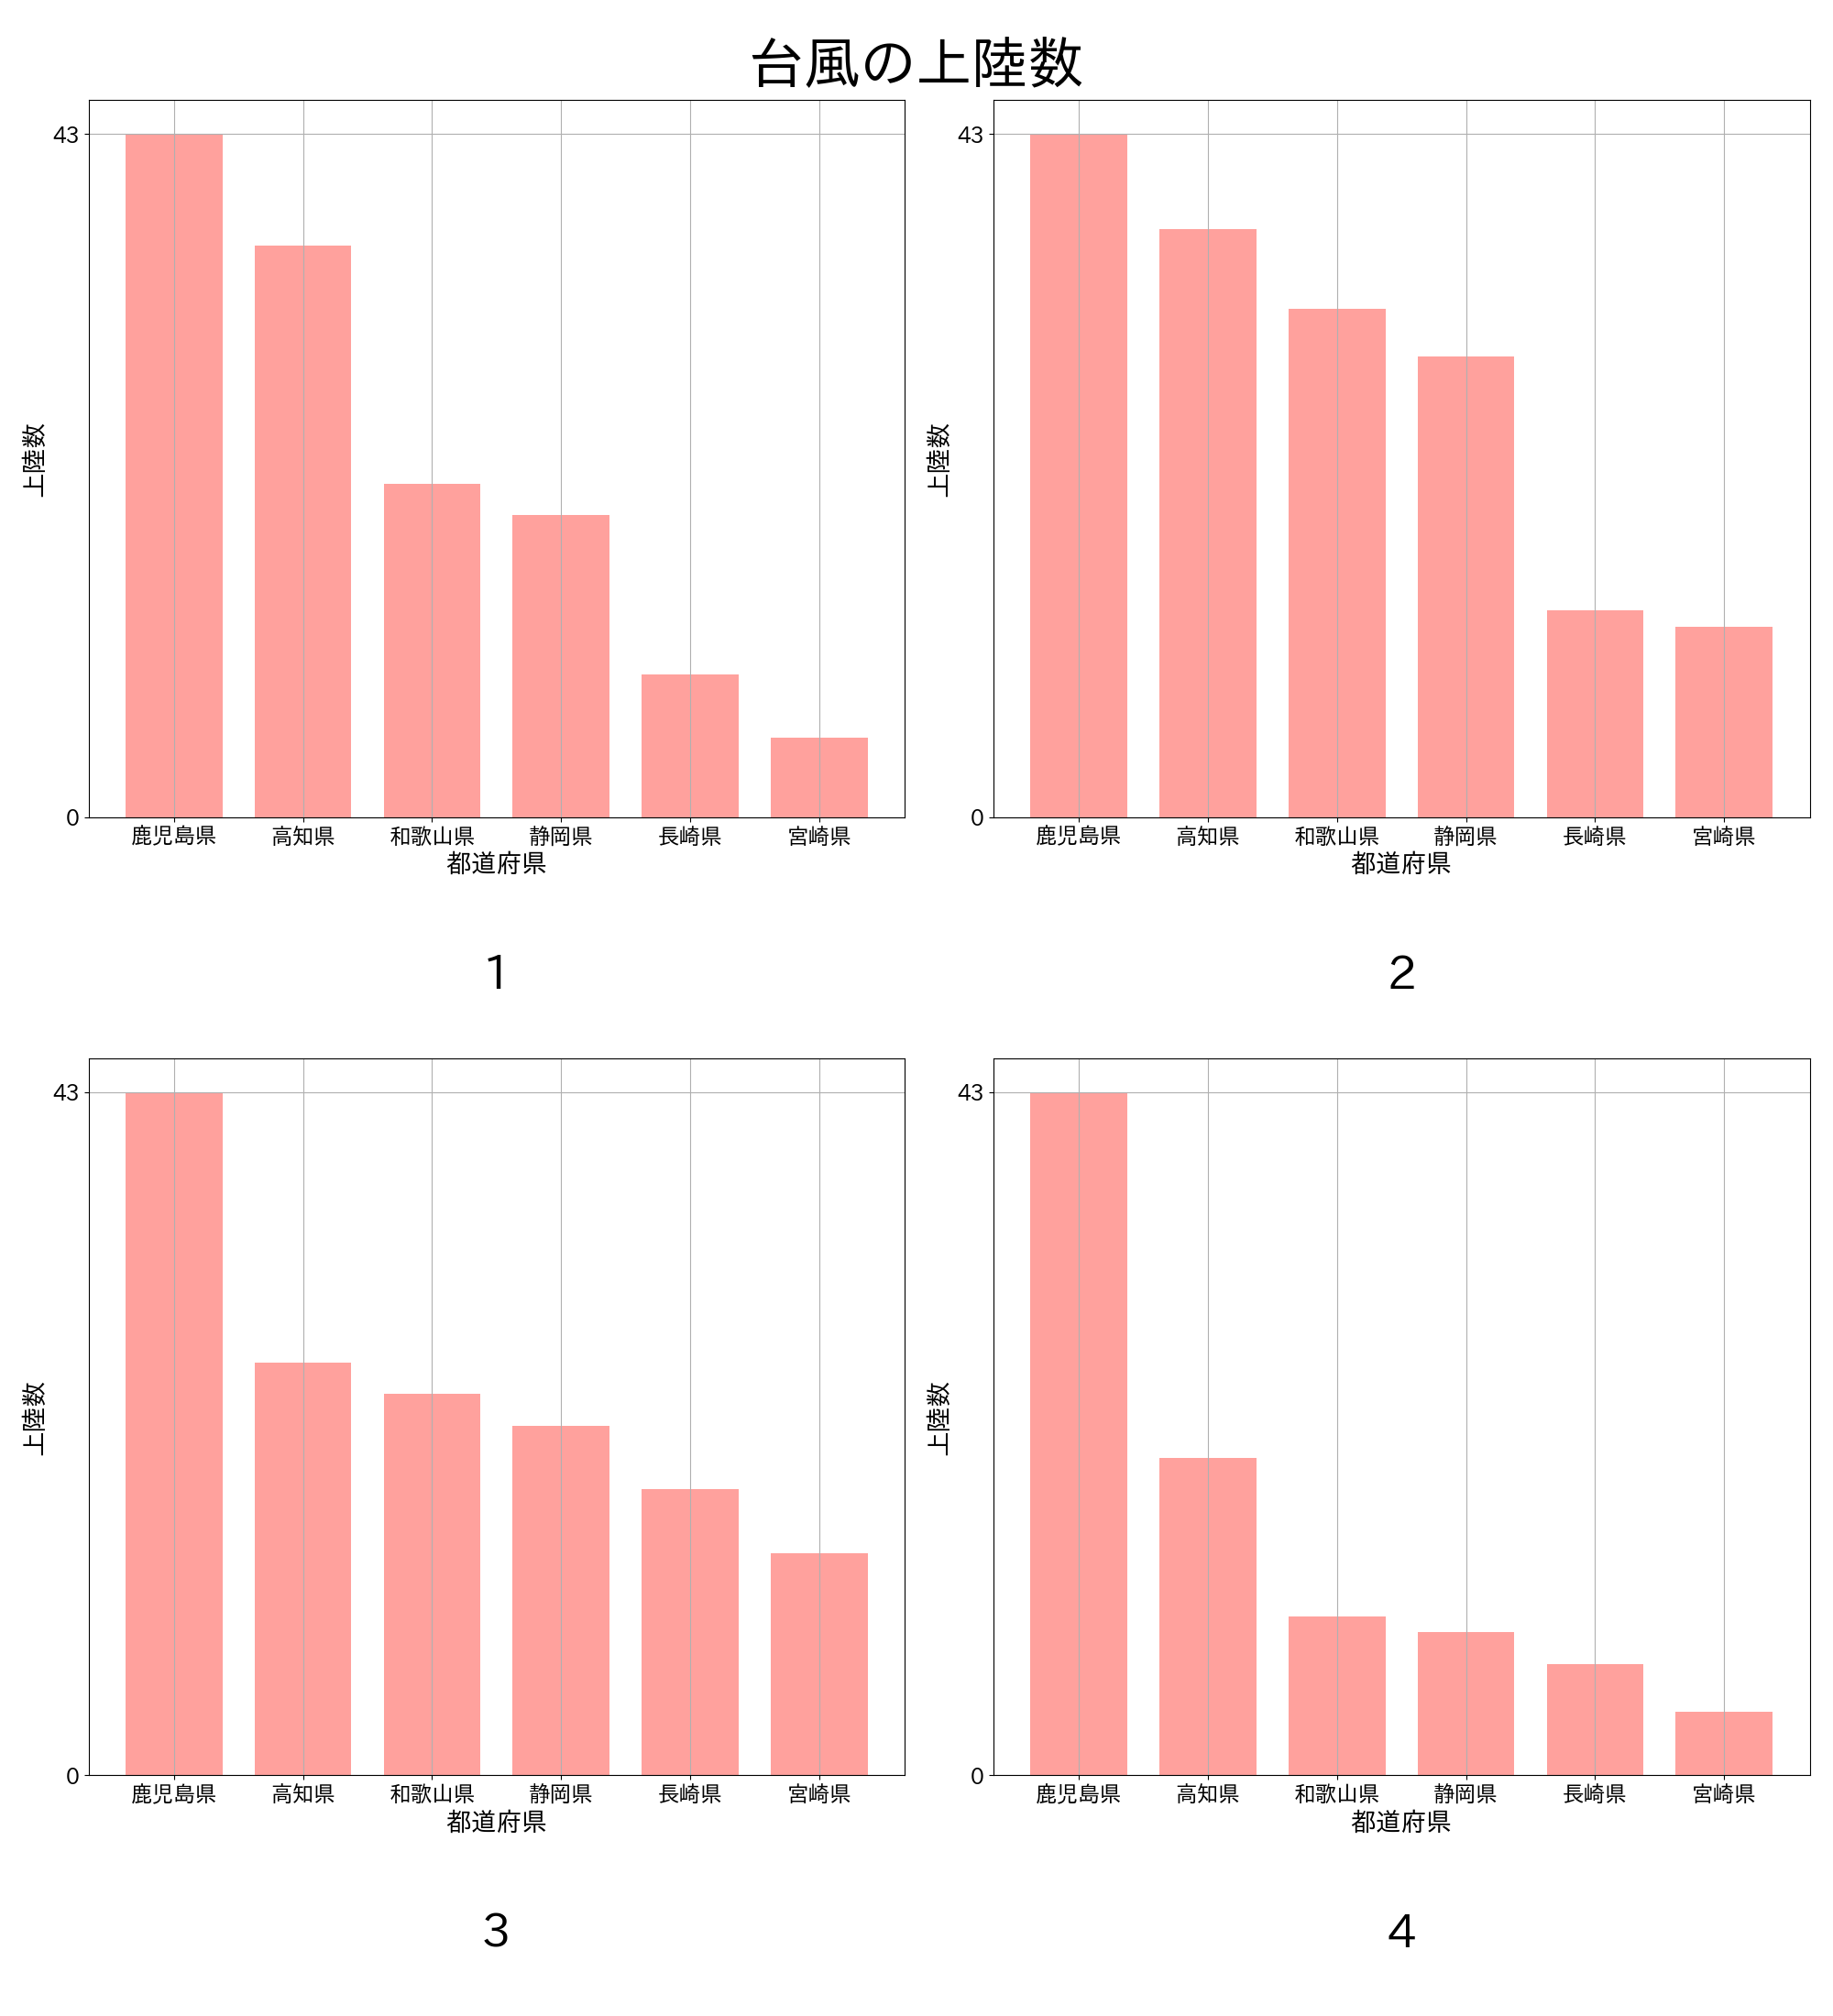 台風の上陸数
43
0
上陸数
鹿児島県 高知県 和歌山県 静岡県 長崎県 宮崎県
都道府県
1
43
0
上陸数
鹿児島県 高知県 和歌山県 静岡県 長崎県 宮崎県
都道府県
2
43
0
上陸数
鹿児島県 高知県 和歌山県 静岡県 長崎県 宮崎県
都道府県
3
43
0
上陸数
鹿児島県 高知県 和歌山県 静岡県 長崎県 宮崎県
都道府県
4